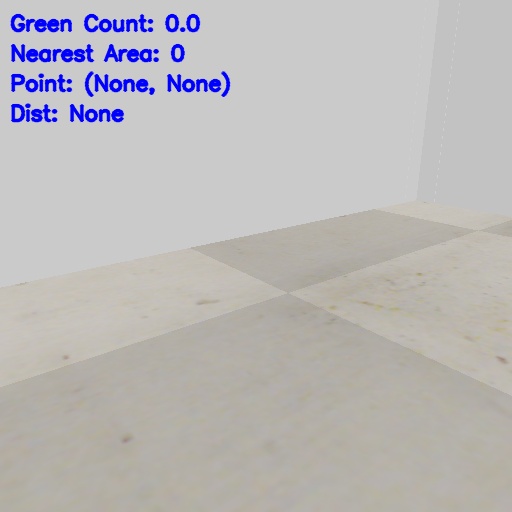 Green Count: 0.0
Nearest Area: 0
Point: (None, None)
Dist: None